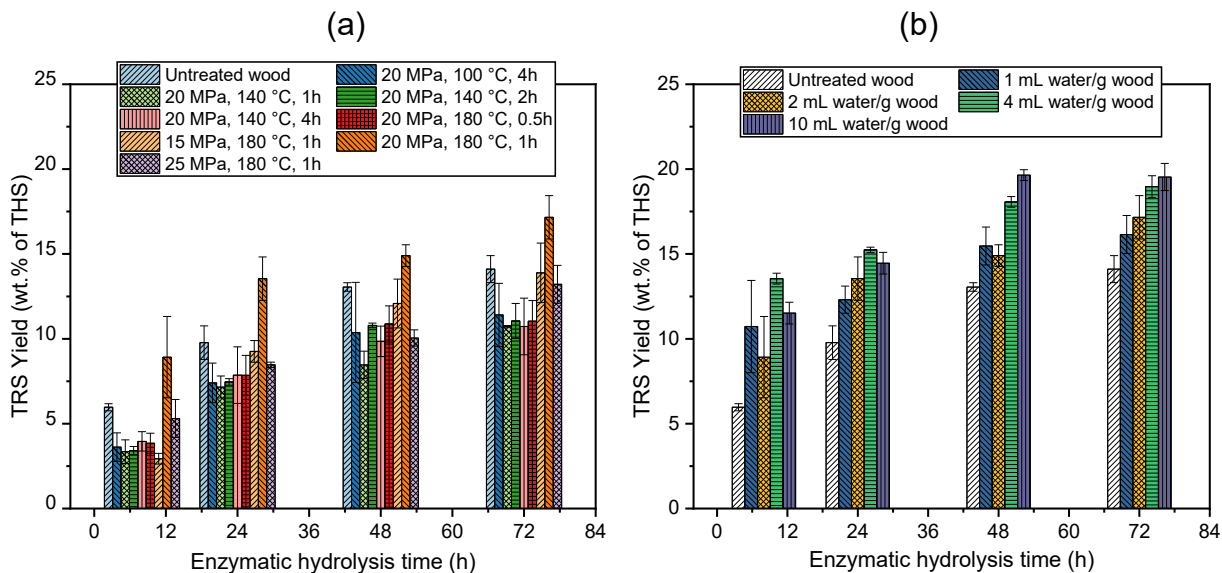 (a)
Untreated wood
20 MPa, 100 °C, 4h
20 MPa, 140 °C, 1h
20 MPa, 140 °C, 2h
20 MPa, 140 °C, 4h
20 MPa, 180 °C, 0.5h
15 MPa, 180 °C, 1h
20 MPa, 180 °C, 1h
25 MPa, 180 °C, 1h
TRS Yield (wt.% of THS)
25
20
15
10
5
0
0 12 24 36 48 60 72 84
Enzymatic hydrolysis time (h)
(b)
Untreated wood
1 mL water/g wood
2 mL water/g wood
4 mL water/g wood
10 mL water/g wood
TRS Yield (wt.% of THS)
25
20
15
10
5
0
0 12 24 36 48 60 72 84
Enzymatic hydrolysis time (h)